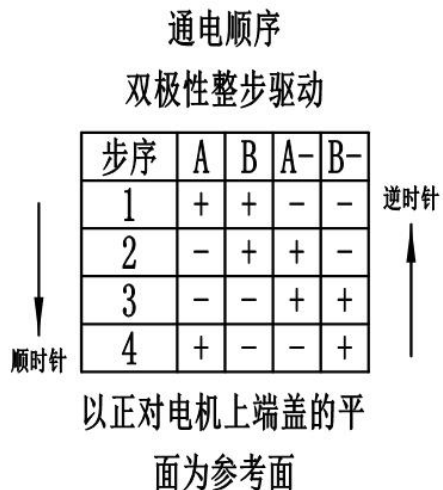 通电顺序
双极性整步驱动
步序 A B A- B-
1 + + - -
2 - + + -
3 - - + +
4 + - - +
逆时针
顺时针
以正对电机上端盖的平
面为参考面